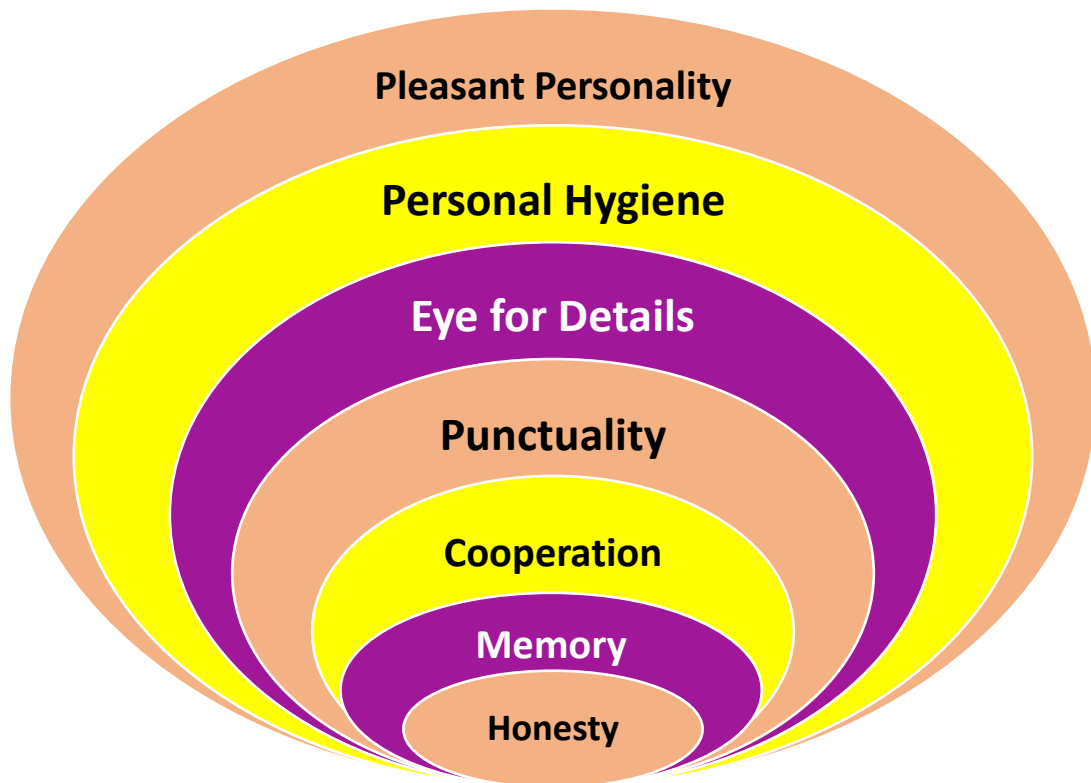 Pleasant Personality
Personal Hygiene
Eye for Details
Punctuality
Cooperation
Memory
Honesty